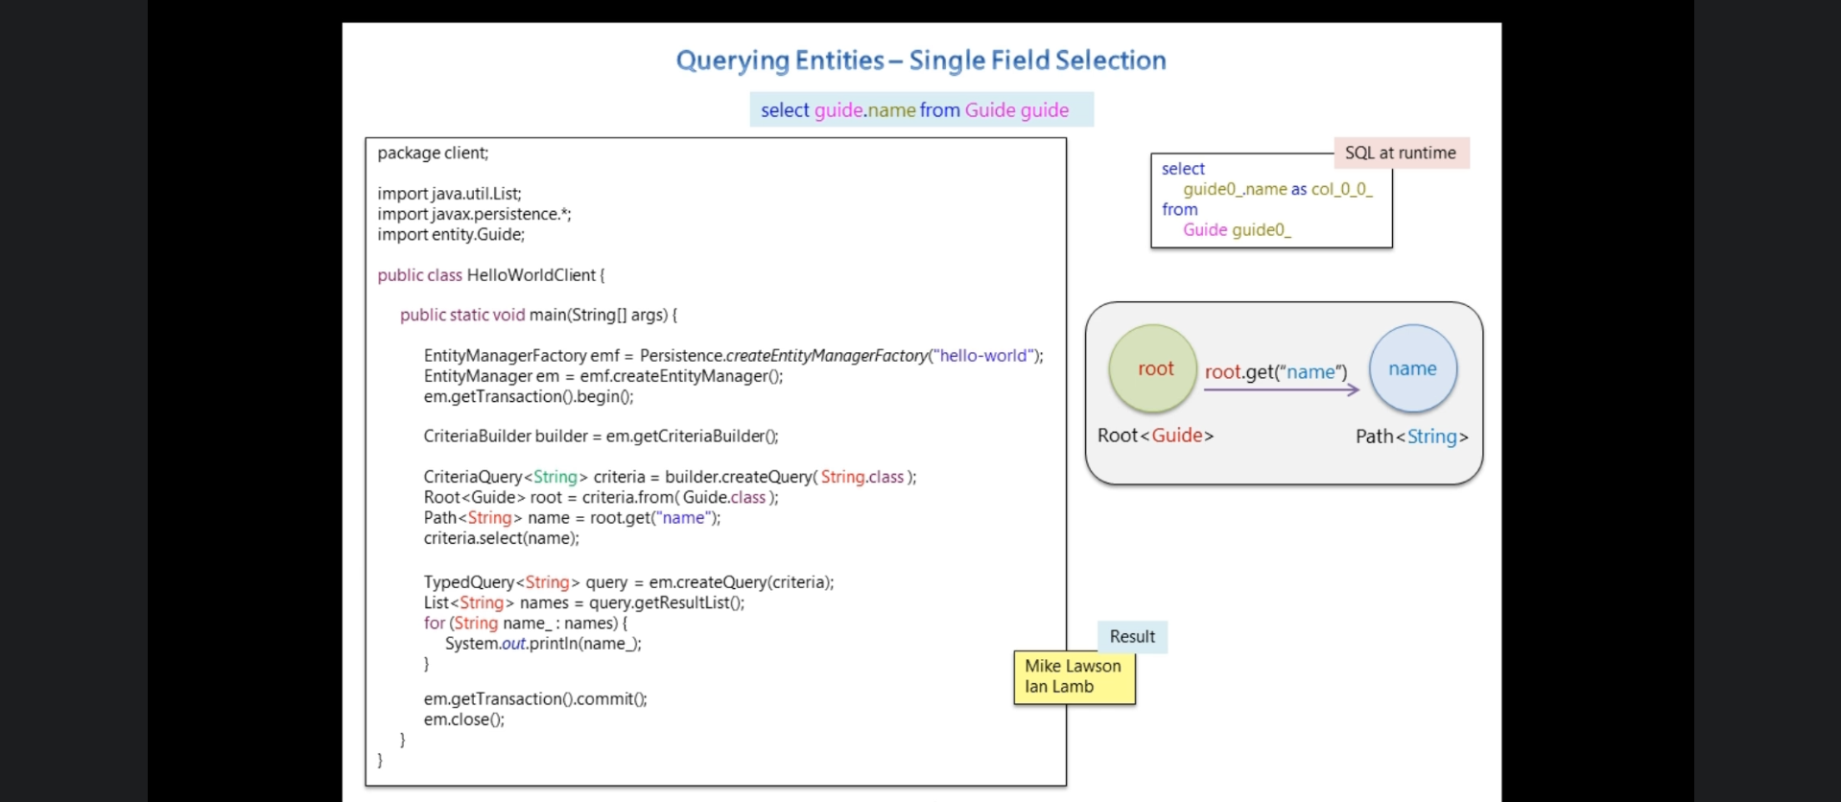 Querying Entities – Single Field Selection
select guide.name from Guide guide
package client;
import java.util.List;
import javax.persistence.*;
import entity.Guide;
public class HelloWorldClient {
public static void main(String[] args) {
EntityManagerFactory emf = Persistence.createEntityManagerFactory("hello-world");
EntityManager em = emf.createEntityManager();
em.getTransaction().begin();
CriteriaBuilder builder = em.getCriteriaBuilder();
CriteriaQuery<String> criteria = builder.createQuery( String.class );
Root<Guide> root = criteria.from( Guide.class );
Path<String> name = root.get("name");
criteria.select(name);
TypedQuery<String> query = em.createQuery(criteria);
List<String> names = query.getResultList();
for (String name_ : names) {
System.out.println(name_);
}
em.getTransaction().commit();
em.close();
}
}
SQL at runtime
select
guide0_.name as col_0_0_
from
Guide guide0_
root
root.get("name")
name
Root<Guide>
Path<String>
Result
Mike Lawson
Ian Lamb